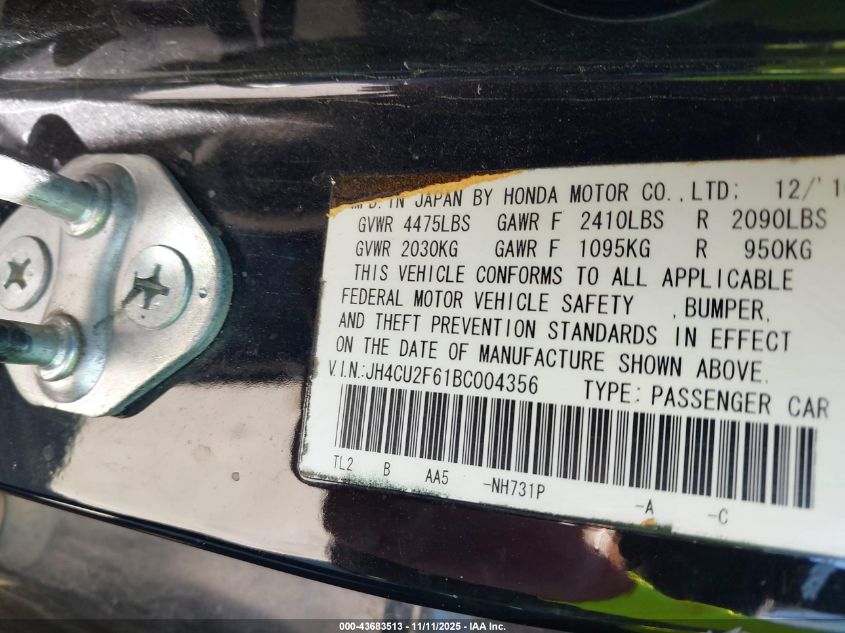 MFD. IN JAPAN BY HONDA MOTOR CO.,LTD; 12/'1
GVWR 4475LBS GAWR F 2410LBS R 2090LBS
GVWR 2030KG GAWR F 1095KG R 950KG
THIS VEHICLE CONFORMS TO ALL APPLICABLE
FEDERAL MOTOR VEHICLE SAFETY ,BUMPER,
AND THEFT PREVENTION STANDARDS IN EFFECT
ON THE DATE OF MANUFACTURE SHOWN ABOVE.
V.I.N.:JH4CU2F61BC004356 TYPE:PASSENGER CAR
TL2 B AA5 -NH731P -A -C
000-43683513 - 11/11/2025 - IAA Inc.